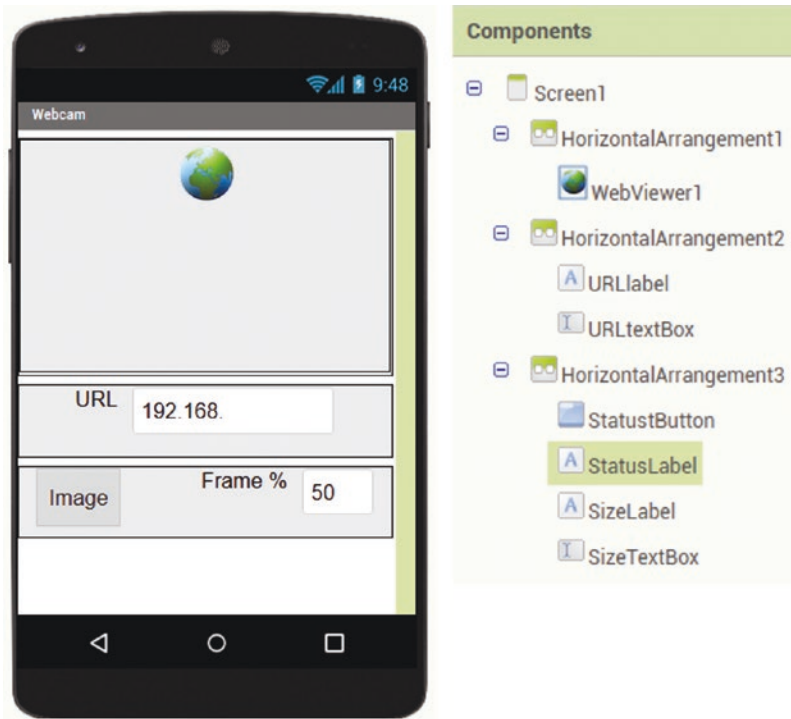 9:48
Webcam
URL
192.168.
Image
Frame %
50
Components
Screen1
HorizontalArrangement1
WebViewer1
HorizontalArrangement2
A URLlabel
URLtextBox
HorizontalArrangement3
StatustButton
A StatusLabel
A SizeLabel
SizeTextBox